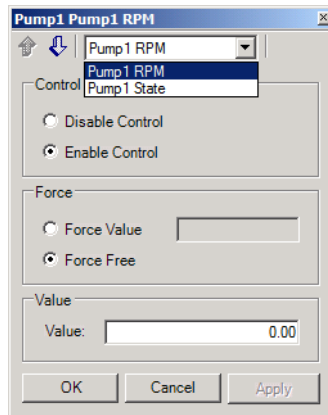 Pump1 Pump1 RPM
Pump1 RPM
Pump1 RPM
Pump1 State
Control
Disable Control
Enable Control
Force
Force Value
Force Free
Value
Value: 0.00
OK Cancel Apply